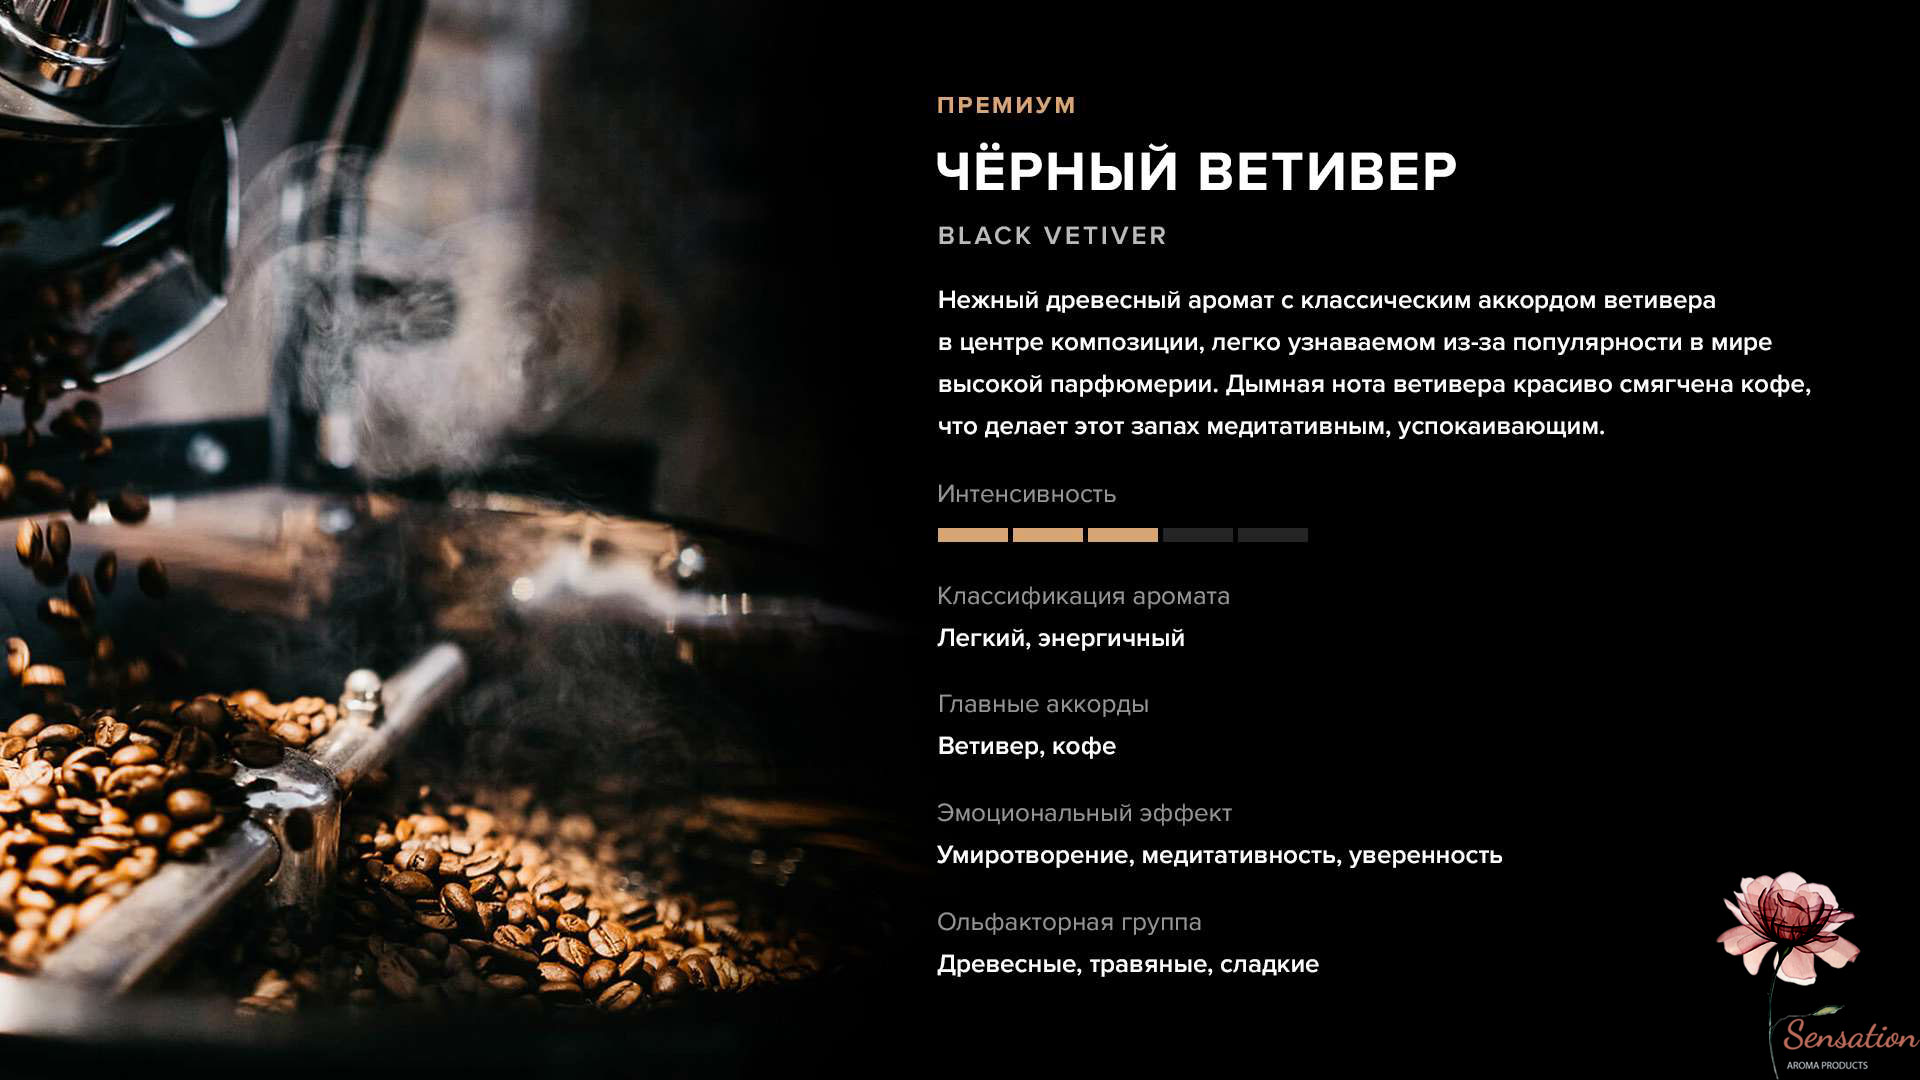 ПРЕМИУМ
ЧЁРНЫЙ ВЕТИВЕР
BLACK VETIVER
Нежный древесный аромат с классическим аккордом ветивера
в центре композиции, легко узнаваемом из-за популярности в мире
высокой парфюмерии. Дымная нота ветивера красиво смягчена кофе,
что делает этот запах медитативным, успокаивающим.
Интенсивность
Классификация аромата
Легкий, энергичный
Главные аккорды
Ветивер, кофе
Эмоциональный эффект
Умиротворение, медитативность, уверенность
Ольфакторная группа
Древесные, травяные, сладкие
Sensation
AROMA PRODUCTS